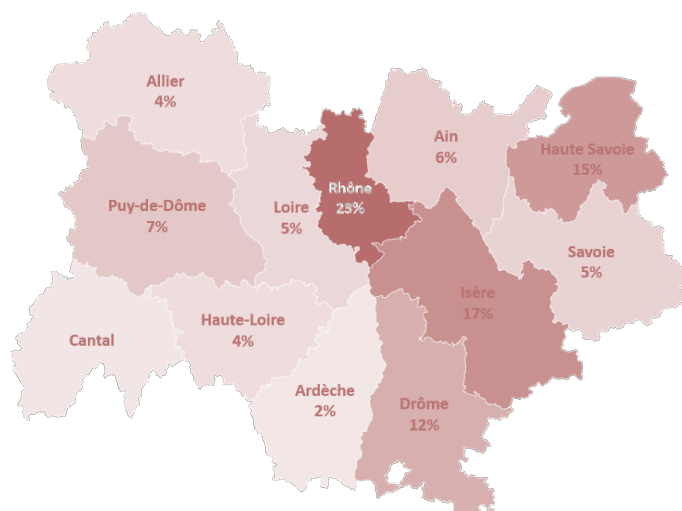 Allier
4%
Ain
6%
Haute Savoie
15%
Rhône
23%
Puy-de-Dôme
7%
Loire
5%
Savoie
5%
Isère
17%
Haute-Loire
4%
Cantal
Ardèche
2%
Drôme
12%